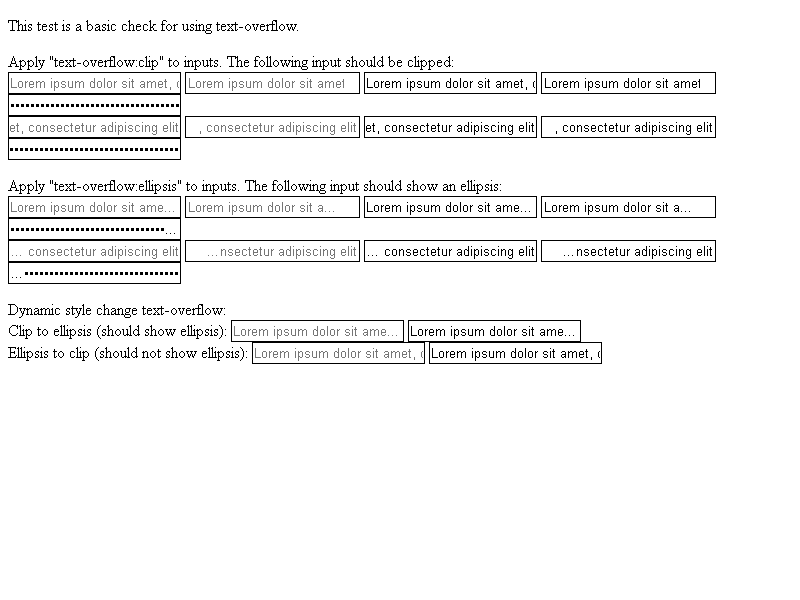 This test is a basic check for using text-overflow.
Apply "text-overflow:clip" to inputs. The following input should be clipped:
Lorem ipsum dolor sit amet, Lorem ipsum dolor sit amet Lorem ipsum dolor sit amet, Lorem ipsum dolor sit amet
••••••••••••••••••••••••••••••••••
et, consectetur adipiscing elit , consectetur adipiscing elit et, consectetur adipiscing elit , consectetur adipiscing elit
••••••••••••••••••••••••••••••••••
Apply "text-overflow:ellipsis" to inputs. The following input should show an ellipsis:
Lorem ipsum dolor sit ame... Lorem ipsum dolor sit a... Lorem ipsum dolor sit ame... Lorem ipsum dolor sit a...
•••••••••••••••••••••••••••••••...
... consectetur adipiscing elit ...nsectetur adipiscing elit ... consectetur adipiscing elit ...nsectetur adipiscing elit
...•••••••••••••••••••••••••••••••
Dynamic style change text-overflow:
Clip to ellipsis (should show ellipsis): Lorem ipsum dolor sit ame... Lorem ipsum dolor sit ame...
Ellipsis to clip (should not show ellipsis): Lorem ipsum dolor sit amet, Lorem ipsum dolor sit amet,